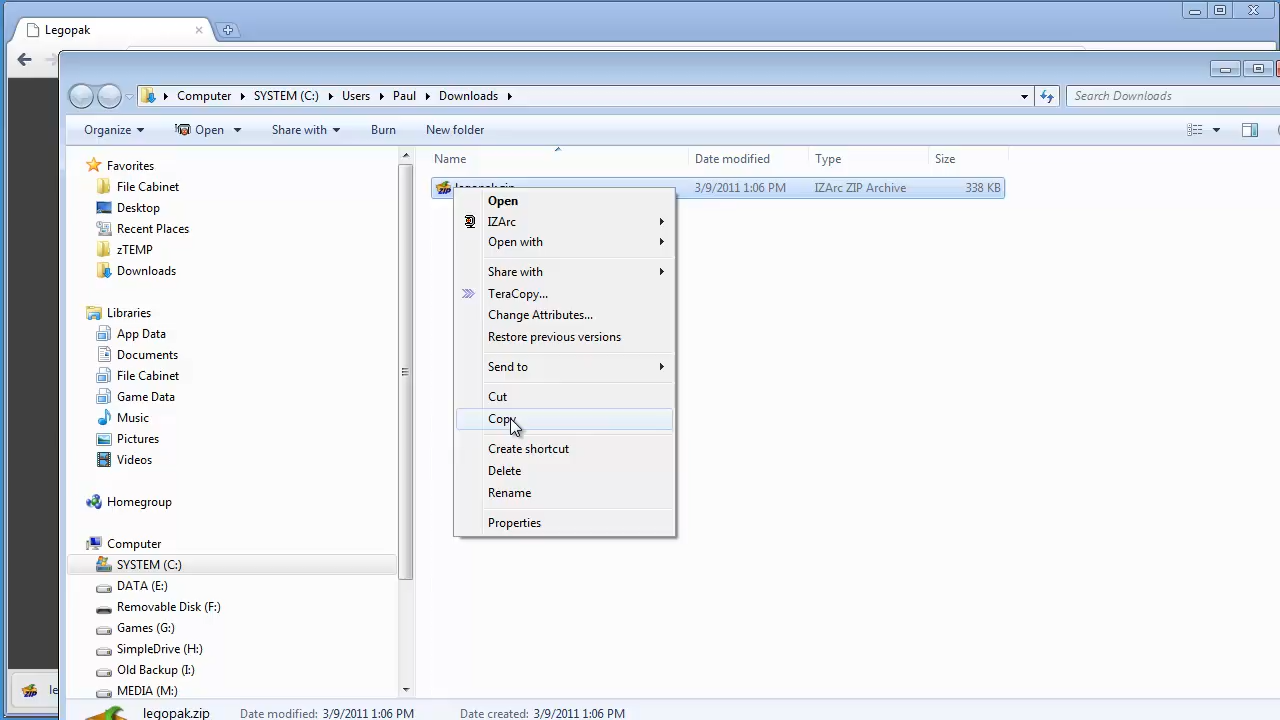 Legopak
Computer SYSTEM (C:) Users Paul Downloads
Search Downloads
Organize Open Share with Burn New folder
Name Date modified Type Size
legopak.zip 3/9/2011 1:06 PM IZArc ZIP Archive 338 KB
Favorites
File Cabinet
Desktop
Recent Places
zTEMP
Downloads
Libraries
App Data
Documents
File Cabinet
Game Data
Music
Pictures
Videos
Homegroup
Computer
SYSTEM (C:)
DATA (E:)
Removable Disk (F:)
Games (G:)
SimpleDrive (H:)
Old Backup (I:)
MEDIA (M:)
Open
IZArc
Open with
Share with
TeraCopy...
Change Attributes...
Restore previous versions
Send to
Cut
Copy
Create shortcut
Delete
Rename
Properties
le
legopak.zip Date modified: 3/9/2011 1:06 PM Date created: 3/9/2011 1:06 PM